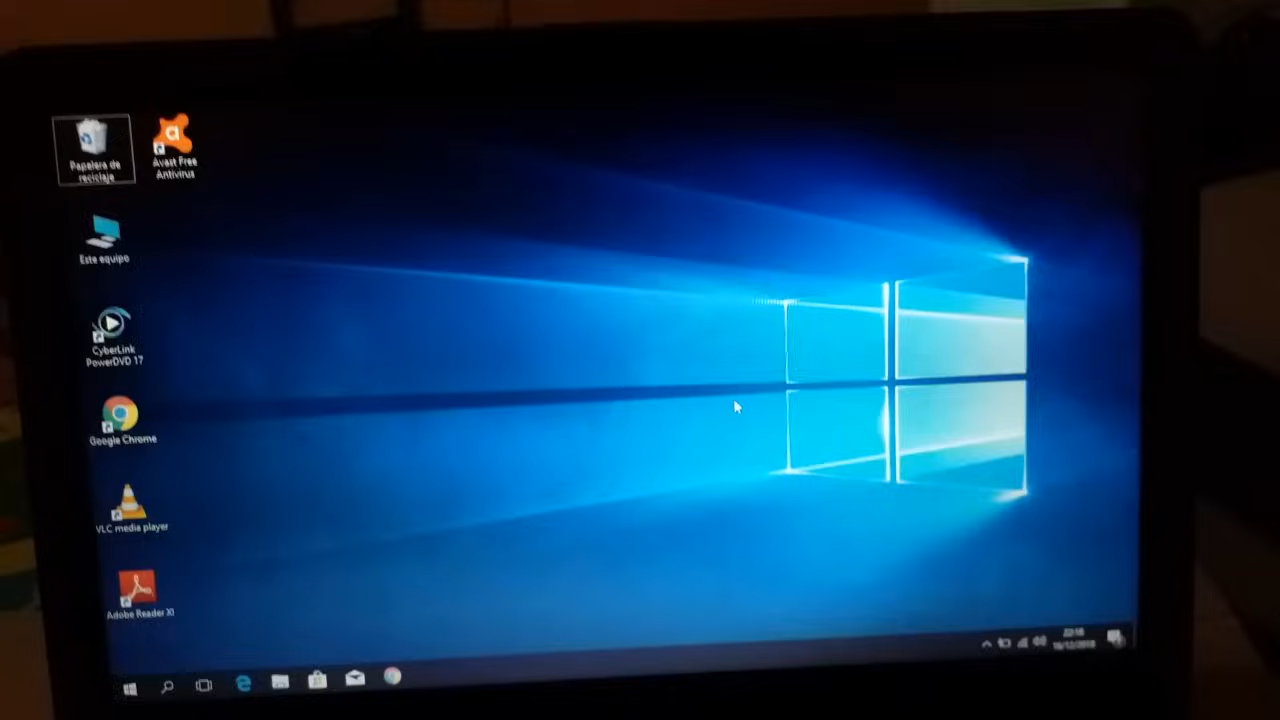 Papelera de
reciclaje
Avast Free
Antivirus
Este equipo
CyberLink
PowerDVD 17
Google Chrome
VLC media player
Adobe Reader XI